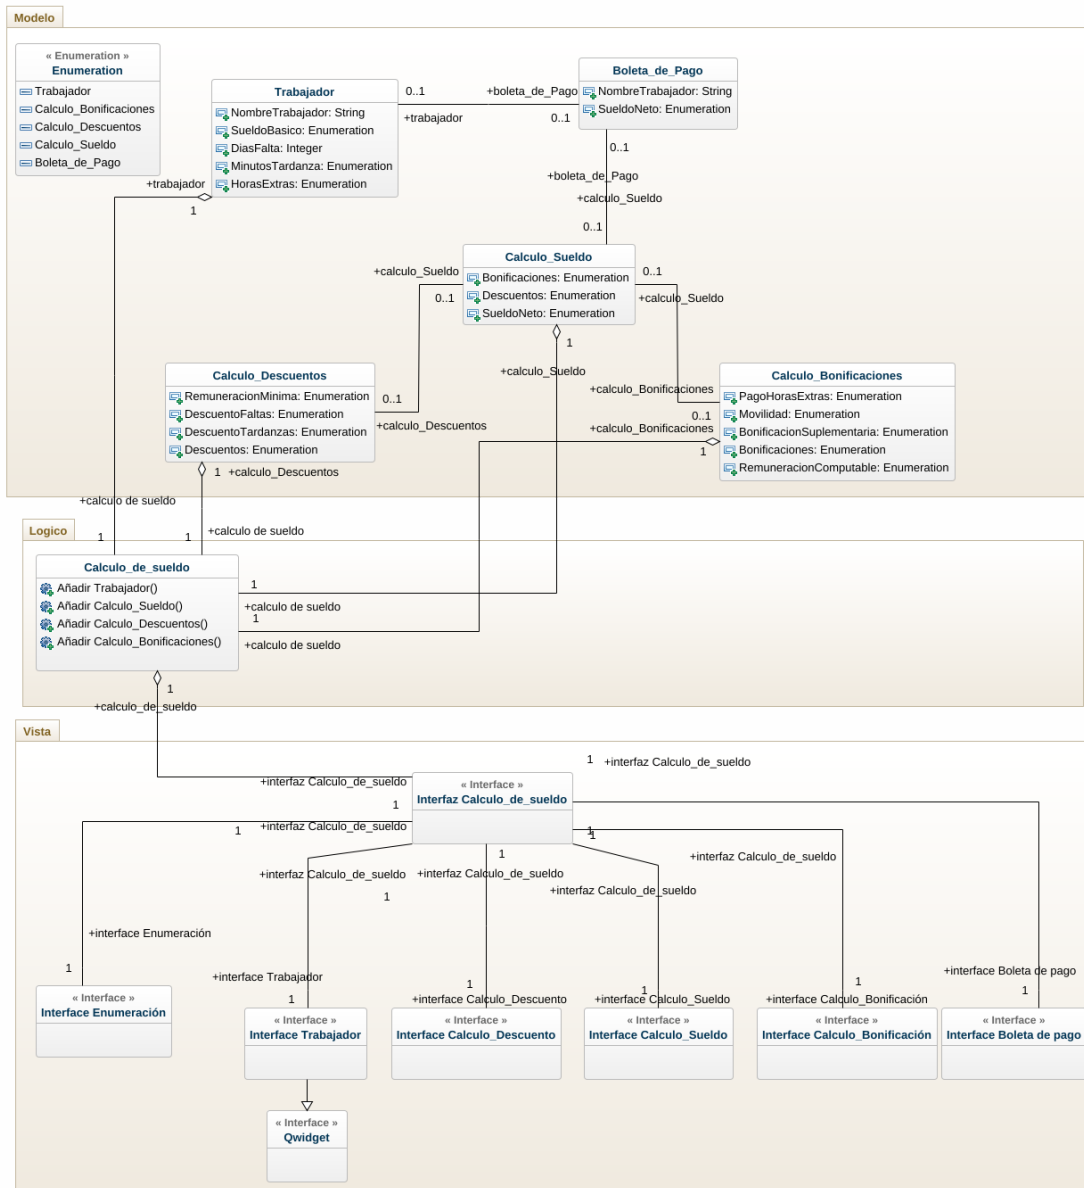 Modelo
« Enumeration »
Enumeration
Trabajador
Calculo_Bonificaciones
Calculo_Descuentos
Calculo_Sueldo
Boleta_de_Pago
Trabajador
NombreTrabajador: String
SueldoBasico: Enumeration
DiasFalta: Integer
MinutosTardanza: Enumeration
HorasExtras: Enumeration
0..1
+trabajador
+boleta_de_Pago
0..1
Boleta_de_Pago
NombreTrabajador: String
SueldoNeto: Enumeration
0..1
+boleta_de_Pago
+calculo_Sueldo
0..1
+trabajador
1
Calculo_Sueldo
Bonificaciones: Enumeration
Descuentos: Enumeration
SueldoNeto: Enumeration
+calculo_Sueldo
0..1
0..1
+calculo_Sueldo
1
+calculo_Sueldo
Calculo_Descuentos
RemuneracionMinima: Enumeration
DescuentoFaltas: Enumeration
DescuentoTardanzas: Enumeration
Descuentos: Enumeration
0..1
+calculo_Descuentos
1
+calculo_Descuentos
+calculo_Bonificaciones
0..1
+calculo_Bonificaciones
1
Calculo_Bonificaciones
PagoHorasExtras: Enumeration
Movilidad: Enumeration
BonificacionSuplementaria: Enumeration
Bonificaciones: Enumeration
RemuneracionComputable: Enumeration
+calculo de sueldo
1
+calculo de sueldo
1
Logico
Calculo_de_sueldo
Añadir Trabajador()
Añadir Calculo_Sueldo()
Añadir Calculo_Descuentos()
Añadir Calculo_Bonificaciones()
1
+calculo de sueldo
1
+calculo de sueldo
1
+calculo_de_sueldo
Vista
+interfaz Calculo_de_sueldo
1
« Interface »
Interfaz Calculo_de_sueldo
1
+interfaz Calculo_de_sueldo
1
+interfaz Calculo_de_sueldo
1
1
+interfaz Calculo_de_sueldo
+interfaz Calculo_de_sueldo
1
1
+interfaz Calculo_de_sueldo
+interfaz Calculo_de_sueldo
1
+interface Enumeración
1
+interface Trabajador
1
1
+interface Calculo_Descuento
1
+interface Calculo_Sueldo
1
+interface Calculo_Bonificación
+interface Boleta de pago
1
« Interface »
Interface Enumeración
« Interface »
Interface Trabajador
« Interface »
Interface Calculo_Descuento
« Interface »
Interface Calculo_Sueldo
« Interface »
Interface Calculo_Bonificación
« Interface »
Interface Boleta de pago
« Interface »
Qwidget